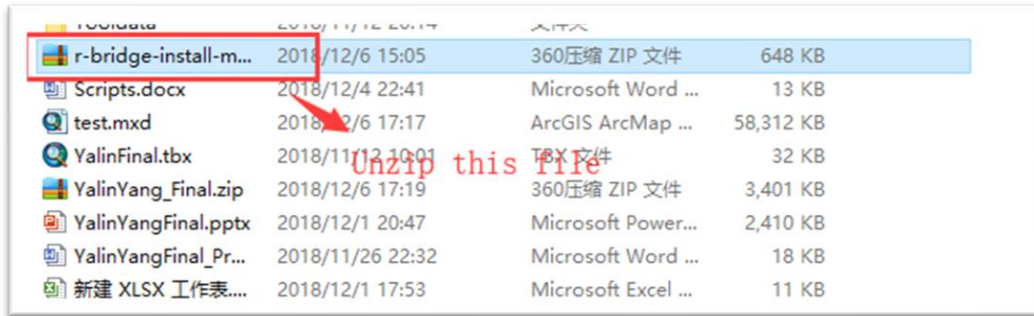 r-bridge-install-m... 2018/12/6 15:05 360压缩 ZIP 文件 648 KB
Scripts.docx 2018/12/4 22:41 Microsoft Word ... 13 KB
test.mxd 2018/12/6 17:17 ArcGIS ArcMap ... 58,312 KB
YalinFinal.tbx 2018/11/12 10:01 TBX 文件 32 KB
Unzip this file
YalinYang_Final.zip 2018/12/6 17:19 360压缩 ZIP 文件 3,401 KB
YalinYangFinal.pptx 2018/12/1 20:47 Microsoft Power... 2,410 KB
YalinYangFinal_Pr... 2018/11/26 22:32 Microsoft Word ... 18 KB
新建 XLSX 工作表.... 2018/12/1 17:53 Microsoft Excel ... 11 KB